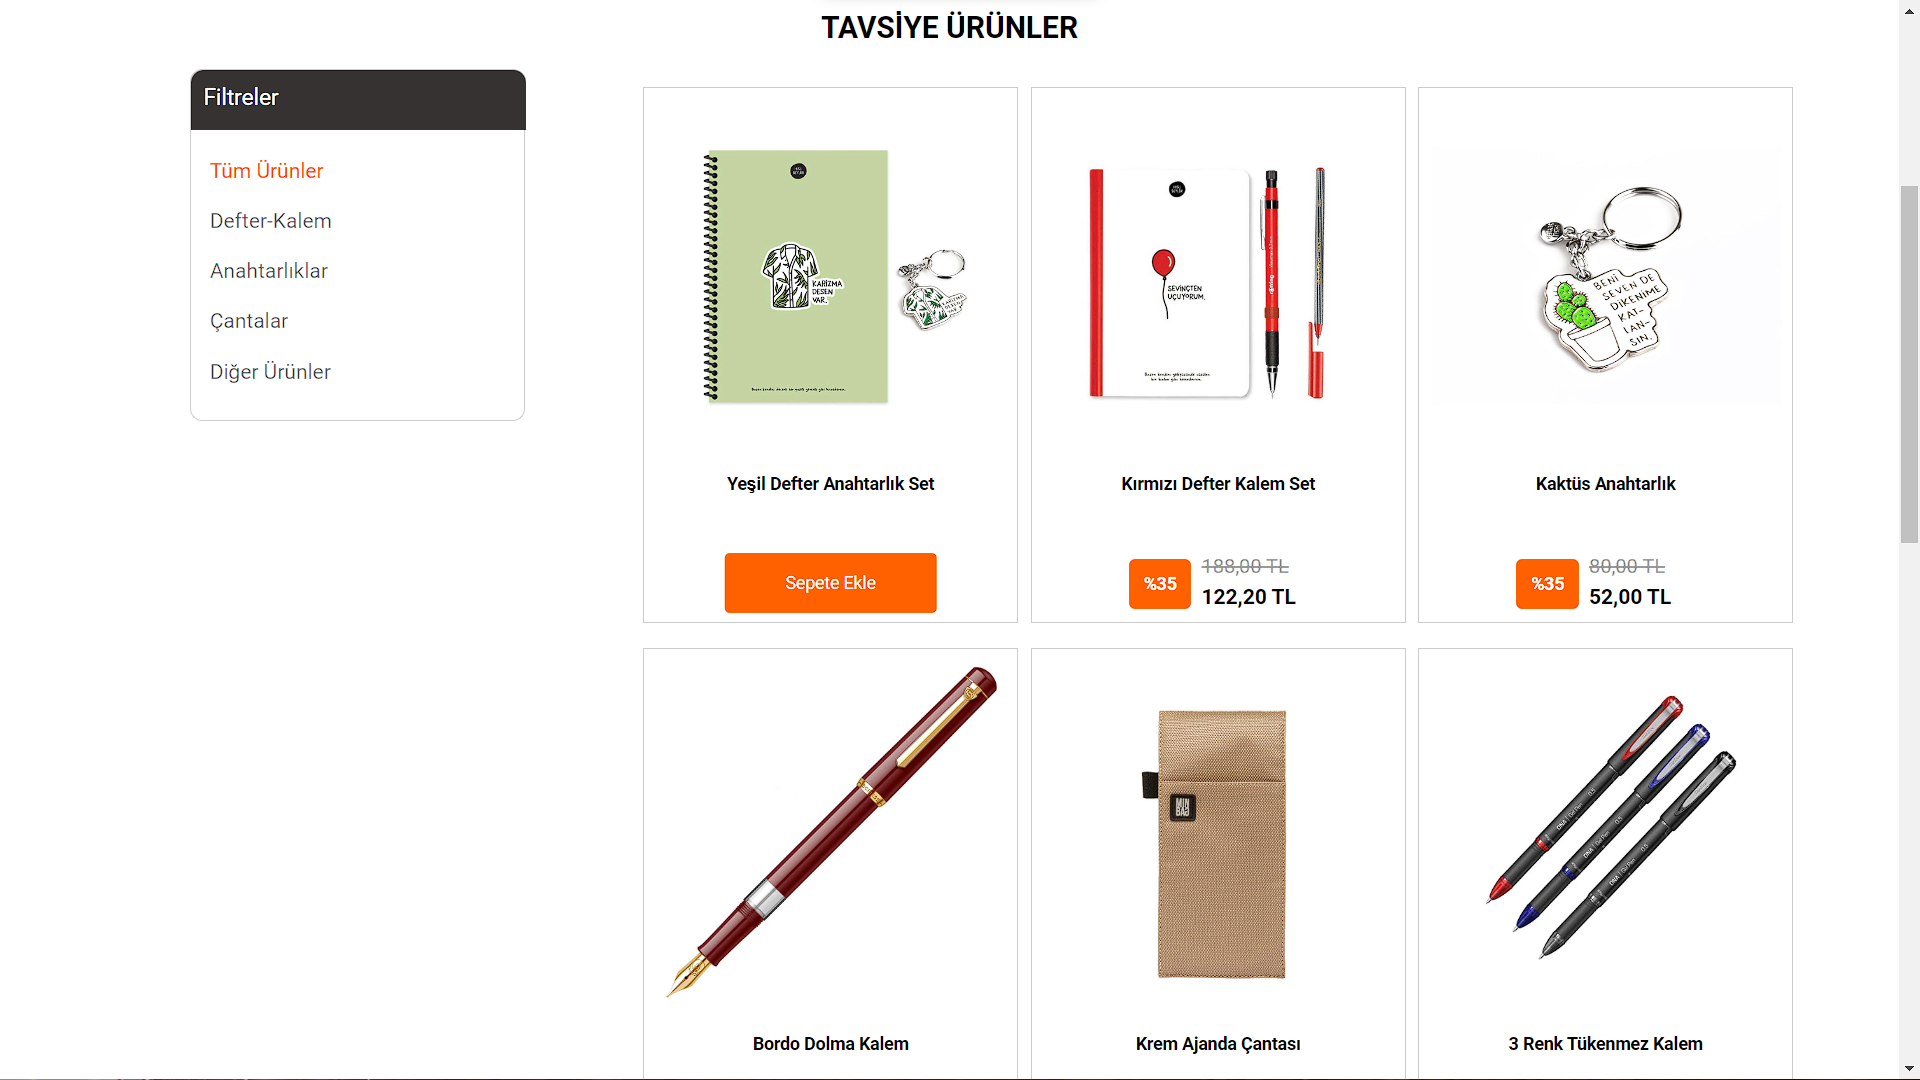 TAVSİYE ÜRÜNLER
Filtreler
Tüm Ürünler
Defter-Kalem
Anahtarlıklar
Çantalar
Diğer Ürünler
KARİZMA
DESEN
VAR.
SEVİNÇTEN
UÇUYORUM.
BENİ
SEVEN DE
DİKENİME
KAT-
LAN-
SIN.
Yeşil Defter Anahtarlık Set
Kırmızı Defter Kalem Set
Kaktüs Anahtarlık
Sepete Ekle
%35
188,00 TL
122,20 TL
%35
80,00 TL
52,00 TL
Bordo Dolma Kalem
Krem Ajanda Çantası
3 Renk Tükenmez Kalem